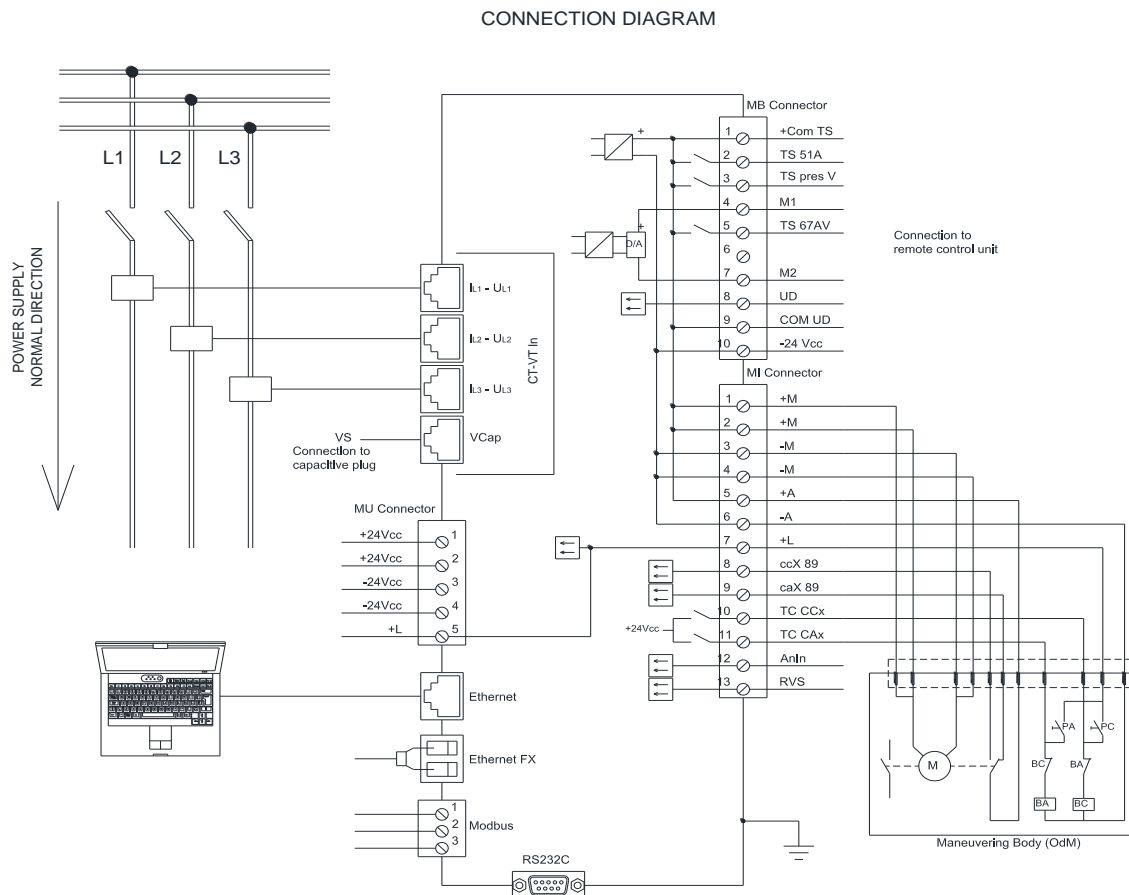 CONNECTION DIAGRAM
L1
L2
L3
POWER SUPPLY
NORMAL DIRECTION
MB Connector
1 +Com TS
2 TS 51A
3 TS pres V
4 M1
5 TS 67AV
6
7 M2
8 UD
9 COM UD
10 -24 Vcc
+
+
D/A
Connection to
remote control unit
IL1 - UL1
IL2 - UL2
IL3 - UL3
VCap
CT-VT In
VS
Connection to
capacitive plug
MI Connector
1 +M
2 +M
3 -M
4 -M
5 +A
6 -A
7 +L
8 ccX 89
9 caX 89
10 TC CCx
11 TC CAx
12 AnIn
13 RVS
+24Vcc
MU Connector
+24Vcc 1
+24Vcc 2
-24Vcc 3
-24Vcc 4
+L 5
Ethernet
Ethernet FX
1
2
3
Modbus
RS232C
PA
PC
M
BC
BA
BA
BC
Maneuvering Body (OdM)